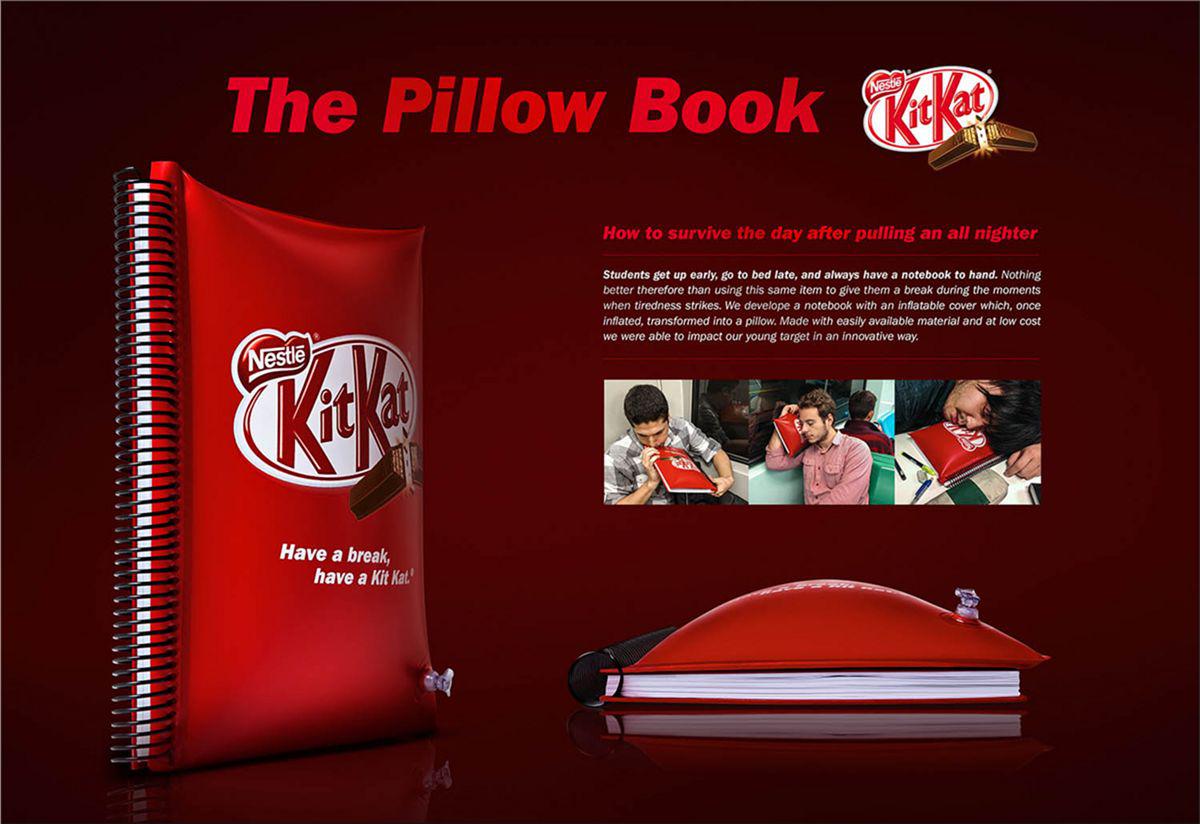 The Pillow Book
Nestlé
KitKat
How to survive the day after pulling an all nighter
Students get up early, go to bed late, and always have a notebook to hand. Nothing
better therefore than using this same item to give them a break during the moments
when tiredness strikes. We develope a notebook with an inflatable cover which, once
inflated, transformed into a pillow. Made with easily available material and at low cost
we were able to impact our young target in an innovative way.
Nestlé
KitKat
Have a break,
have a Kit Kat.®